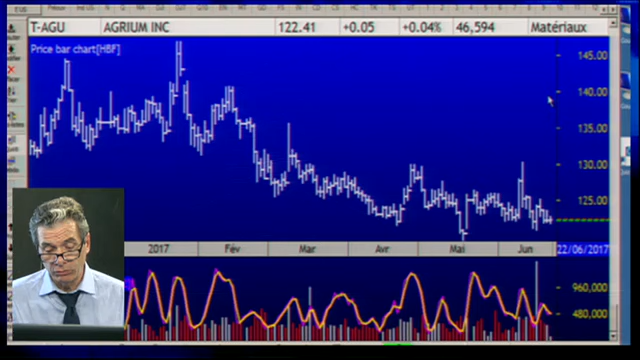 T-AGU AGRIUM INC 122.41 +0.05 +0.04% 46,594 Matériaux
Price bar chart[HBF]
145.00
140.00
135.00
130.00
125.00
2017 Fév Mar Avr Mai Jun 22/06/2017
960,000
480,000